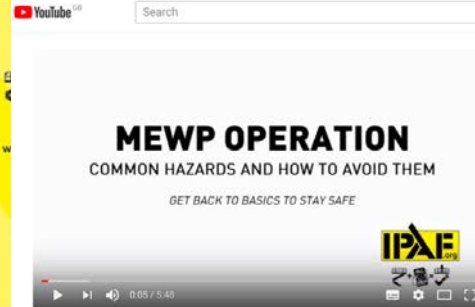 YouTube GB
Search
MEWP OPERATION
COMMON HAZARDS AND HOW TO AVOID THEM
GET BACK TO BASICS TO STAY SAFE
IPAF
.org
0:05 / 5:48
w